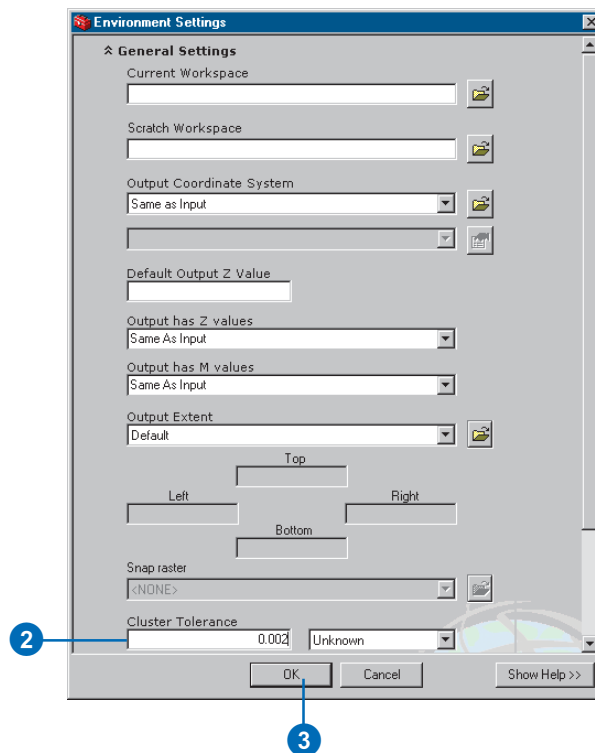 Environment Settings
General Settings
Current Workspace
Scratch Workspace
Output Coordinate System
Same as Input
Default Output Z Value
Output has Z values
Same As Input
Output has M values
Same As Input
Output Extent
Default
Top
Left
Right
Bottom
Snap raster
<NONE>
Cluster Tolerance
2
0.002
Unknown
OK
Cancel
Show Help >>
3